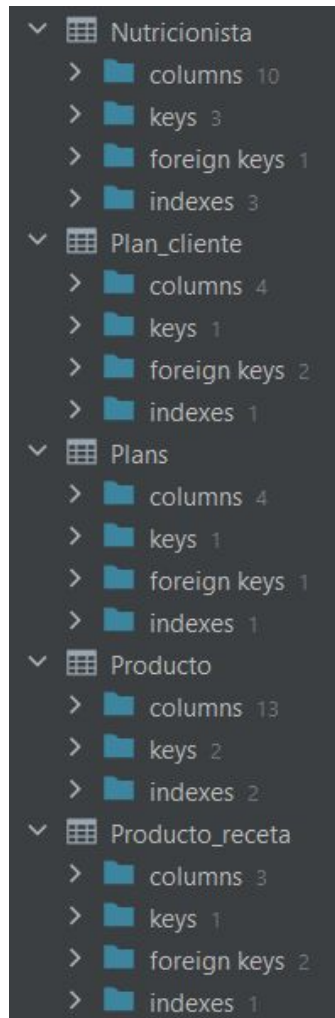 Nutricionista
columns 10
keys 3
foreign keys 1
indexes 3
Plan_cliente
columns 4
keys 1
foreign keys 2
indexes 1
Plans
columns 4
keys 1
foreign keys 1
indexes 1
Producto
columns 13
keys 2
indexes 2
Producto_receta
columns 3
keys 1
foreign keys 2
indexes 1